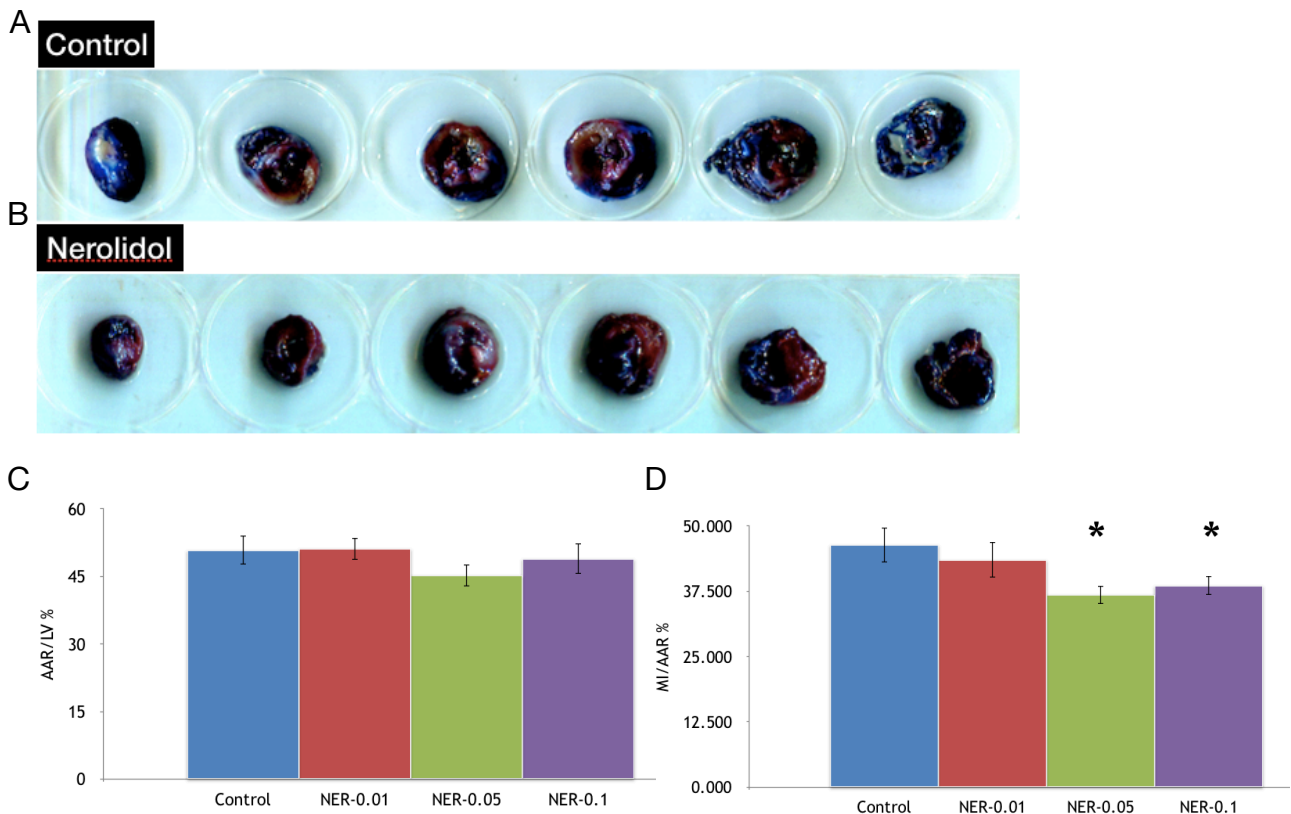 A
Control
B
Nerolidol
C
60
45
30
15
0
AAR/LV %
Control NER-0.01 NER-0.05 NER-0.1
D
50.000
37.500
25.000
12.500
0.000
MI/AAR %
* *
Control NER-0.01 NER-0.05 NER-0.1